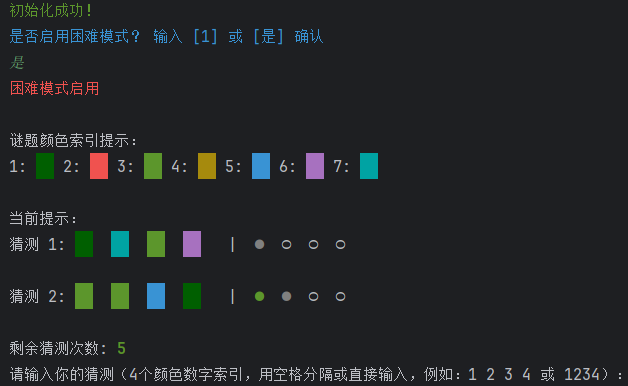 初始化成功!
是否启用困难模式? 输入 [1] 或 [是] 确认
是
困难模式启用
谜题颜色索引提示:
1: 2: 3: 4: 5: 6: 7:
当前提示:
猜测 1: | ● ○ ○ ○
猜测 2: | ● ● ○ ○
剩余猜测次数: 5
请输入你的猜测（4个颜色数字索引，用空格分隔或直接输入，例如：1 2 3 4 或 1234）：